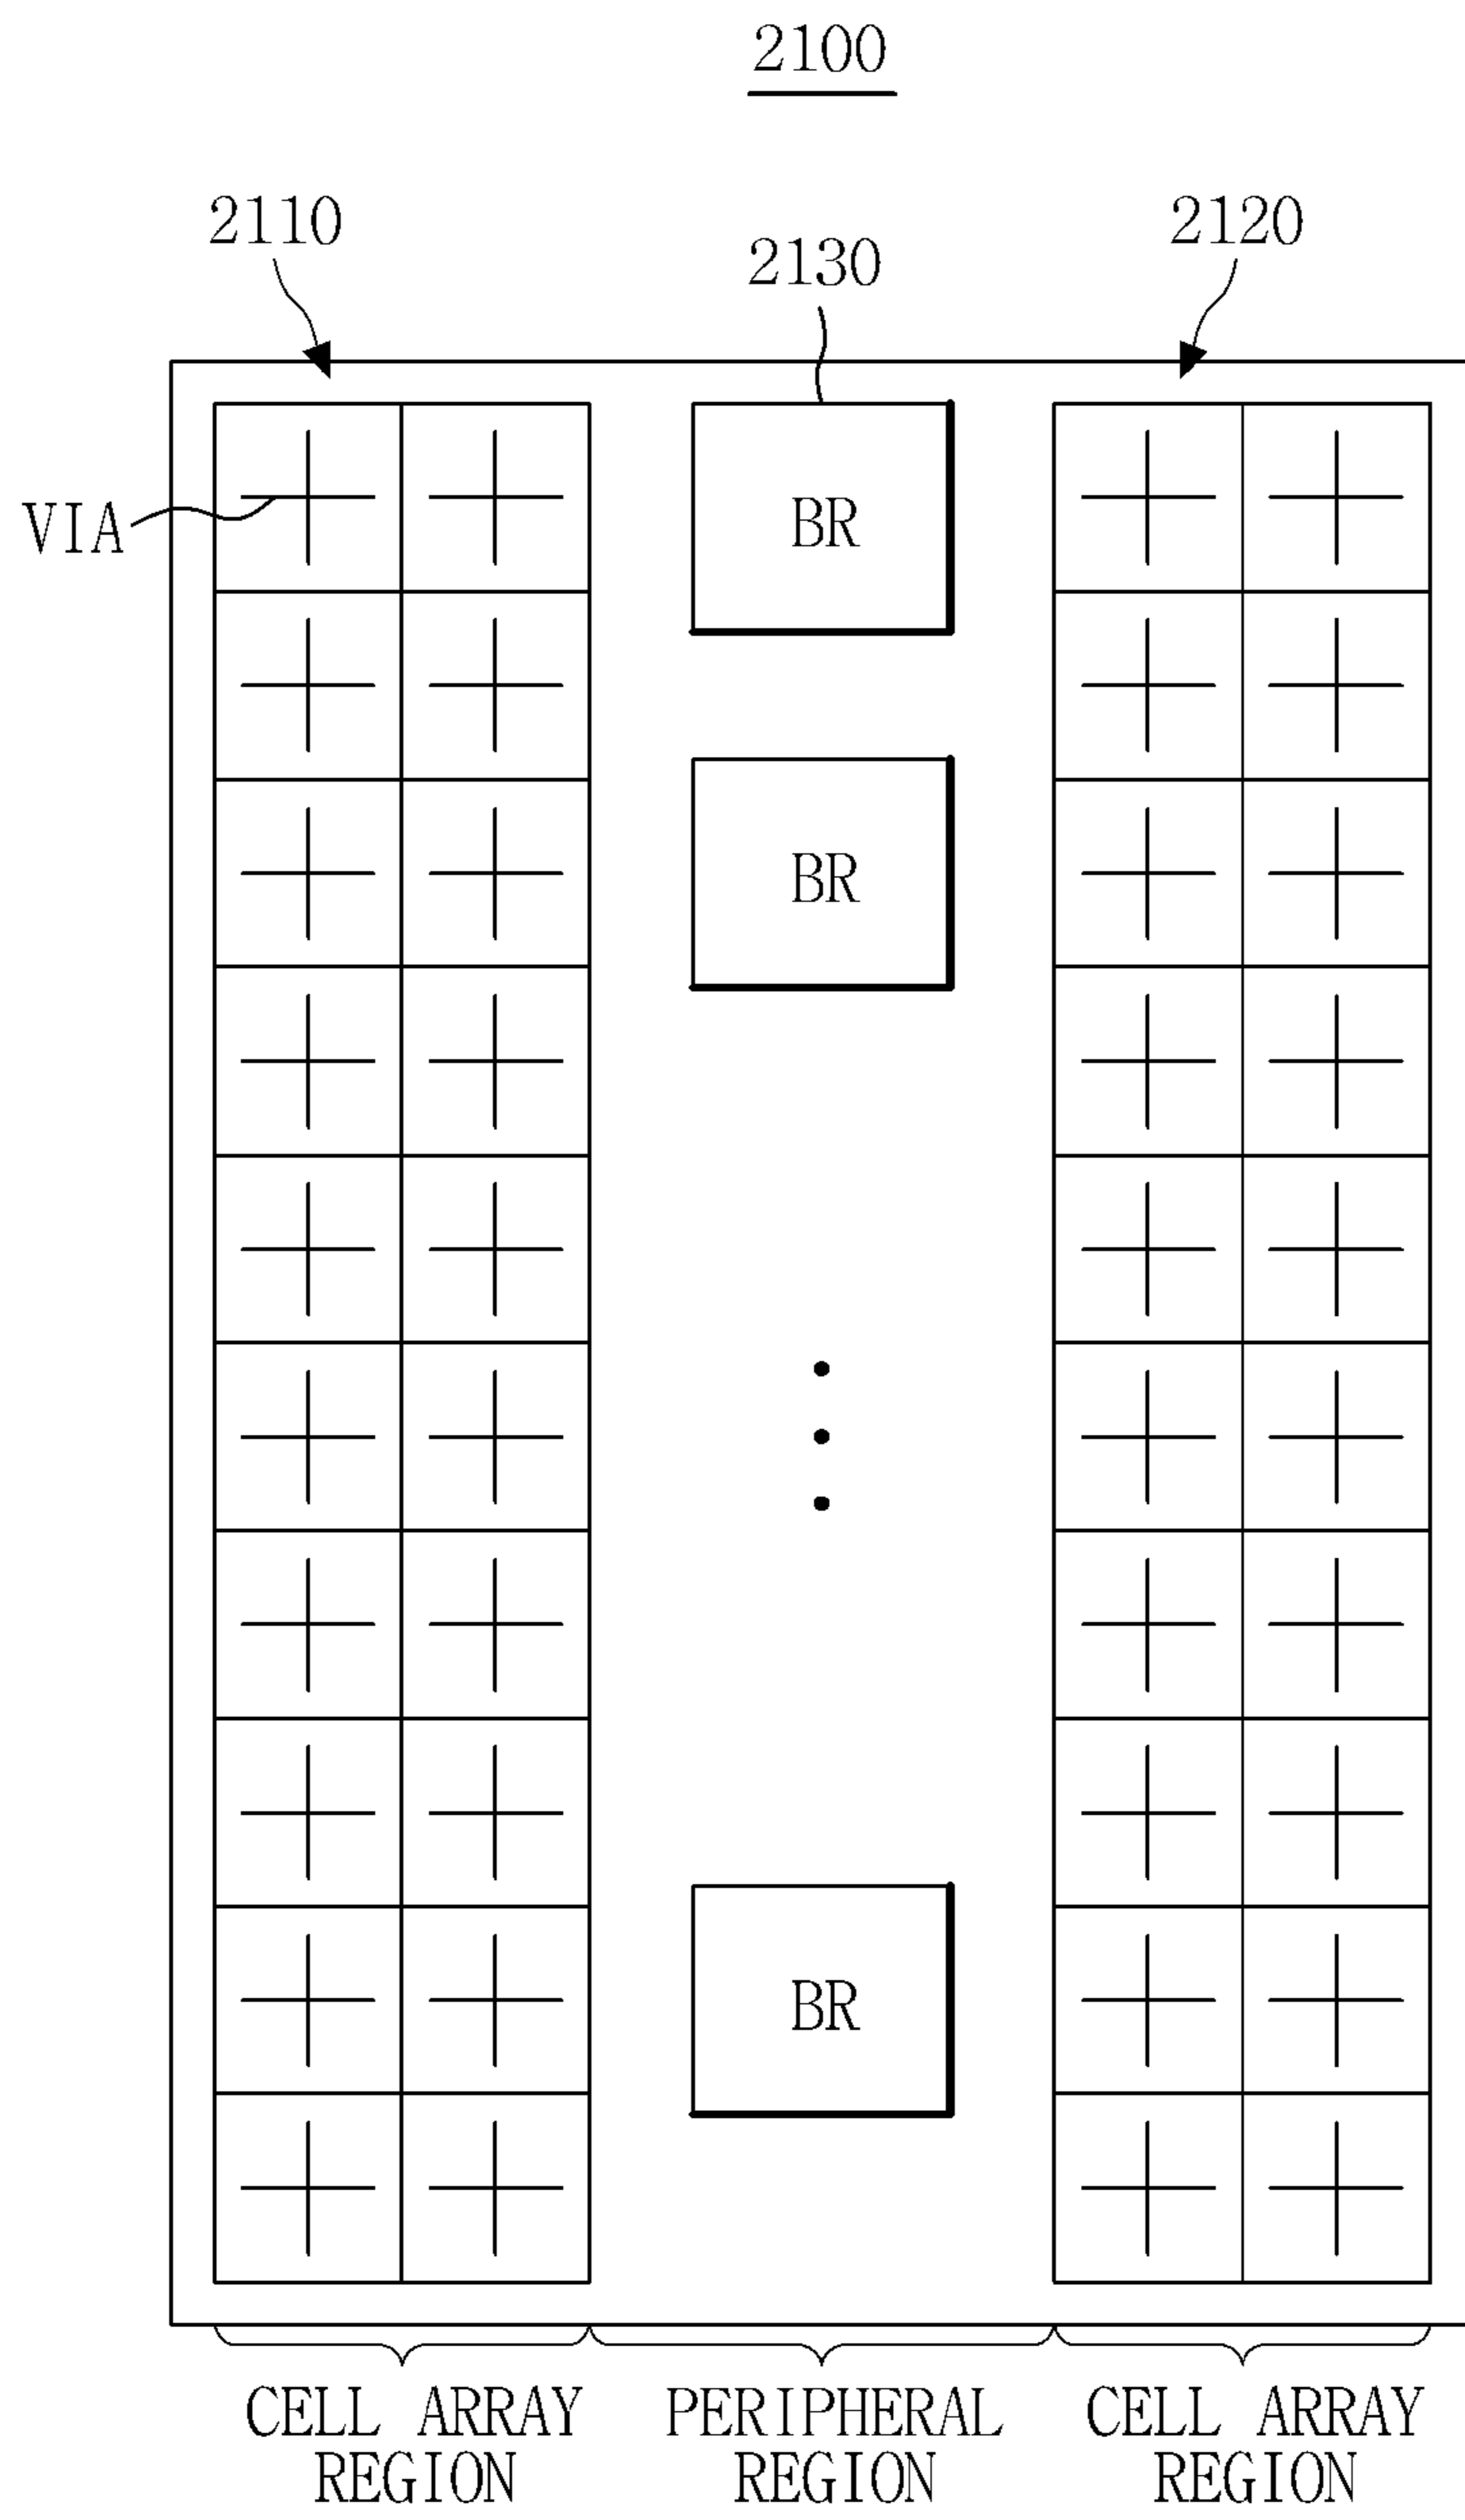 2100
2110
2120
2130
VIA
BR
BR
BR
CELL ARRAY
REGION
PERIPHERAL
REGION
CELL ARRAY
REGION